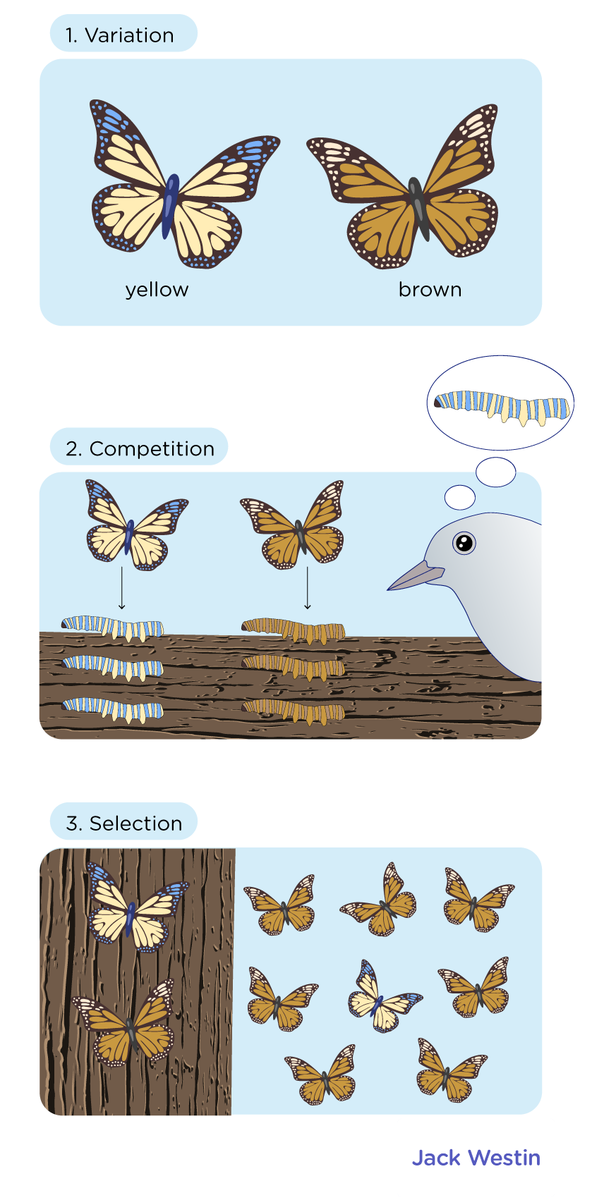 1. Variation
yellow
brown
2. Competition
3. Selection
Jack Westin